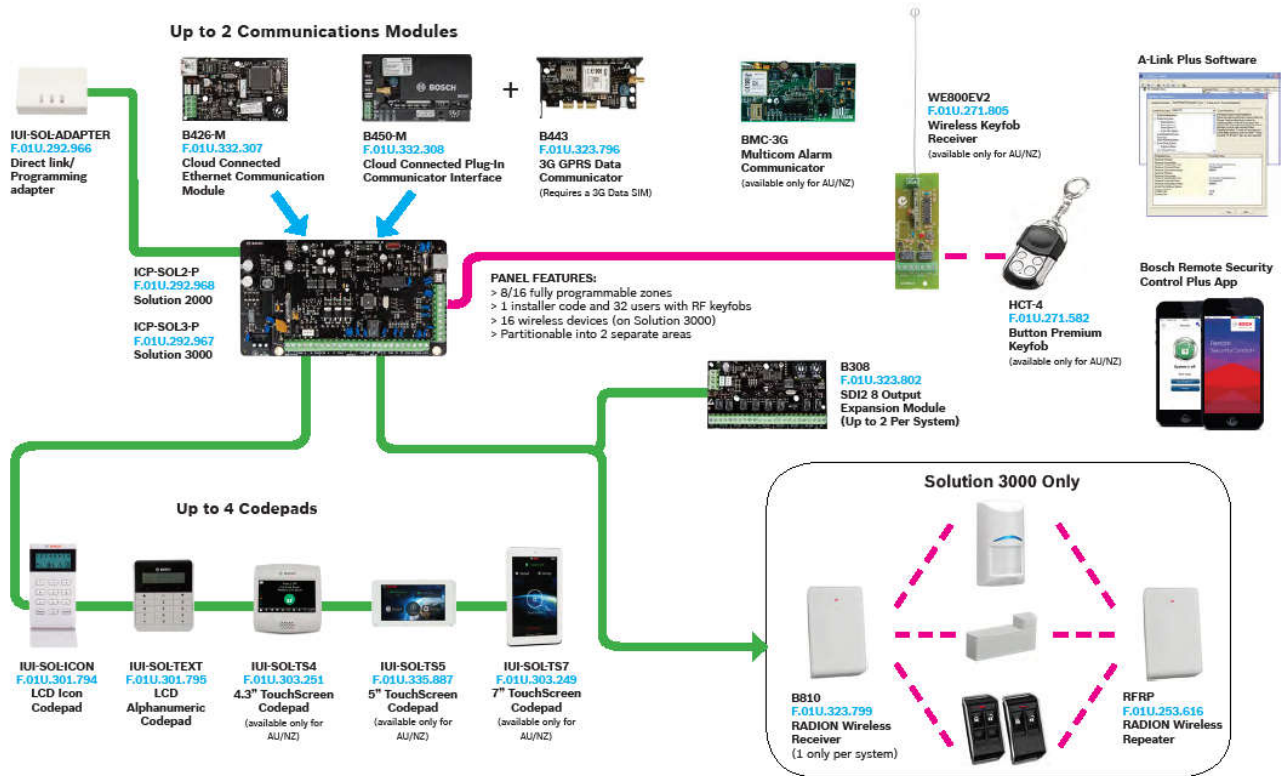 Up to 2 Communications Modules
IUI-SOL-ADAPTER
F.01U.292.966
Direct link/
Programming
adapter
B426-M
F.01U.332.307
Cloud Connected
Ethernet Communication
Module
BOSCH
B450-M
F.01U.332.308
Cloud Connected Plug-In
Communicator Interface
+
B443
F.01U.323.796
3G GPRS Data
Communicator
(Requires a 3G Data SIM)
BMC-3G
Multicom Alarm
Communicator
(available only for AU/NZ)
WE800EV2
F.01U.271.805
Wireless Keyfob
Receiver
(available only for AU/NZ)
A-Link Plus Software
ICP-SOL2-P
F.01U.292.968
Solution 2000
ICP-SOL3-P
F.01U.292.967
Solution 3000
PANEL FEATURES:
> 8/16 fully programmable zones
> 1 installer code and 32 users with RF keyfobs
> 16 wireless devices (on Solution 3000)
> Partitionable into 2 separate areas
HCT-4
F.01U.271.582
Button Premium
Keyfob
(available only for AU/NZ)
Bosch Remote Security
Control Plus App
B308
F.01U.323.802
SDI2 8 Output
Expansion Module
(Up to 2 Per System)
Up to 4 Codepads
IUI-SOL-ICON
F.01U.301.794
LCD Icon
Codepad
IUI-SOL-TEXT
F.01U.301.795
LCD
Alphanumeric
Codepad
IUI-SOL-TS4
F.01U.303.251
4.3" TouchScreen
Codepad
(available only for
AU/NZ)
IUI-SOL-TS5
F.01U.335.887
5" TouchScreen
Codepad
(available only for
AU/NZ)
IUI-SOL-TS7
F.01U.303.249
7" TouchScreen
Codepad
(available only for
AU/NZ)
Solution 3000 Only
B810
F.01U.323.799
RADION Wireless
Receiver
(1 only per system)
RFRP
F.01U.253.616
RADION Wireless
Repeater